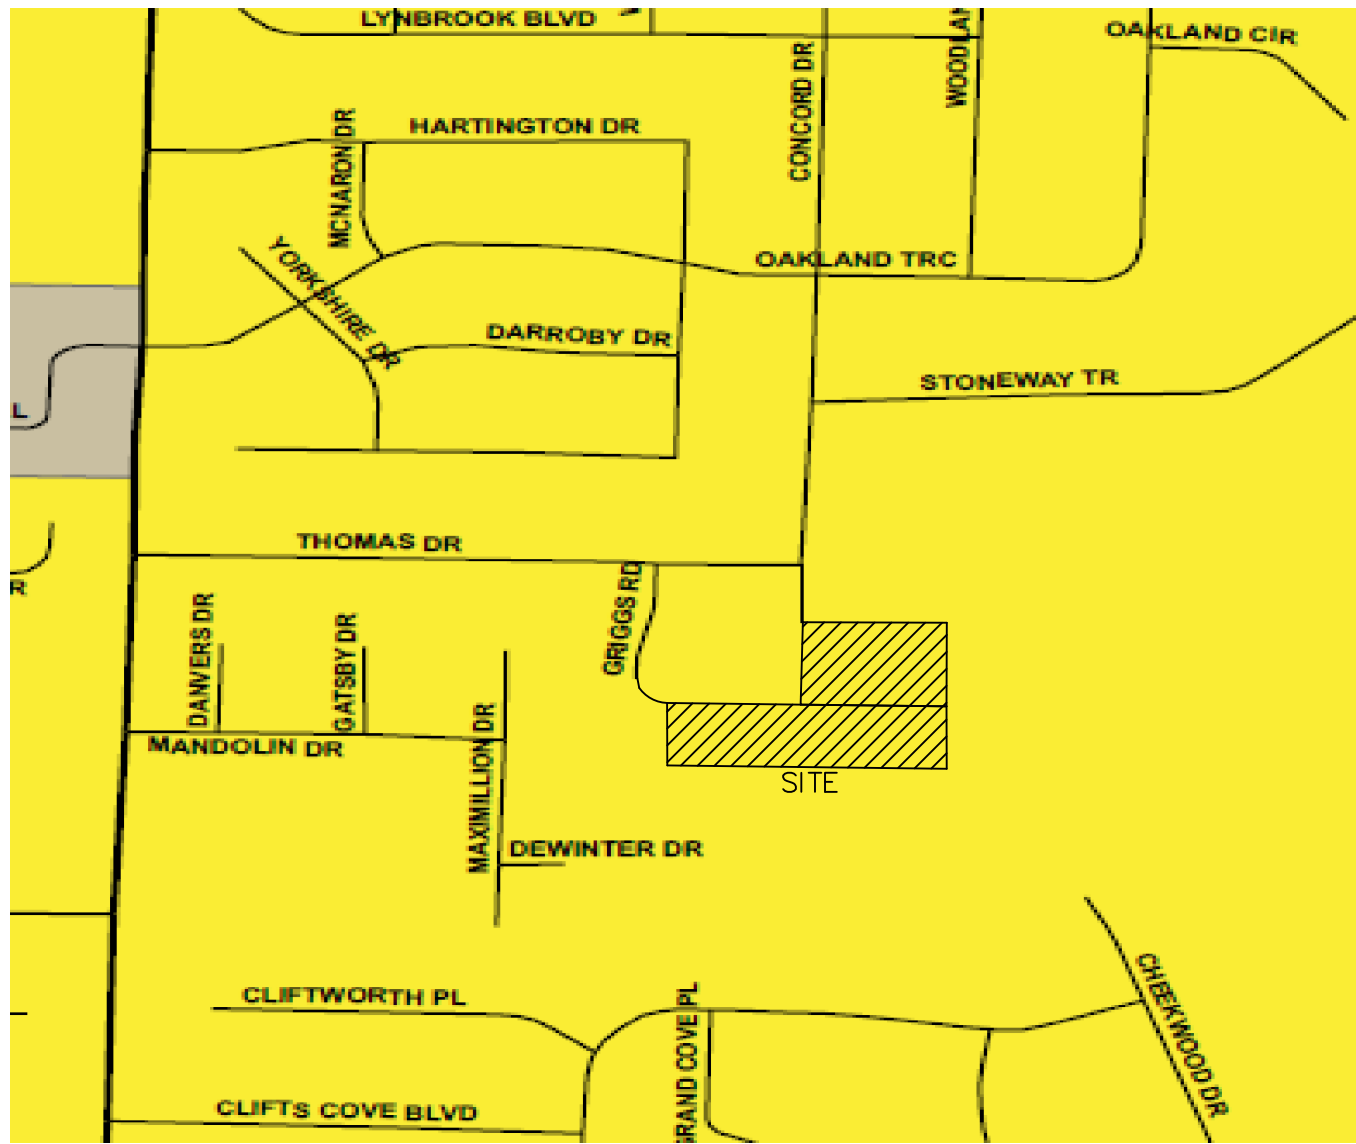 LYNBROOK BLVD
OAKLAND CIR
CONCORD DR
HARTINGTON DR
MCNARON DR
YORKSHIRE DR
OAKLAND TRC
DARROBY DR
STONEWAY TR
L
THOMAS DR
R
GRIGGS RD
DANVERS DR
GATSBY DR
MANDOLIN DR
MAXIMILLION DR
SITE
DEWINTER DR
CHEEKWOOD DR
CLIFTWORTH PL
GRAND COVE PL
CLIFTS COVE BLVD